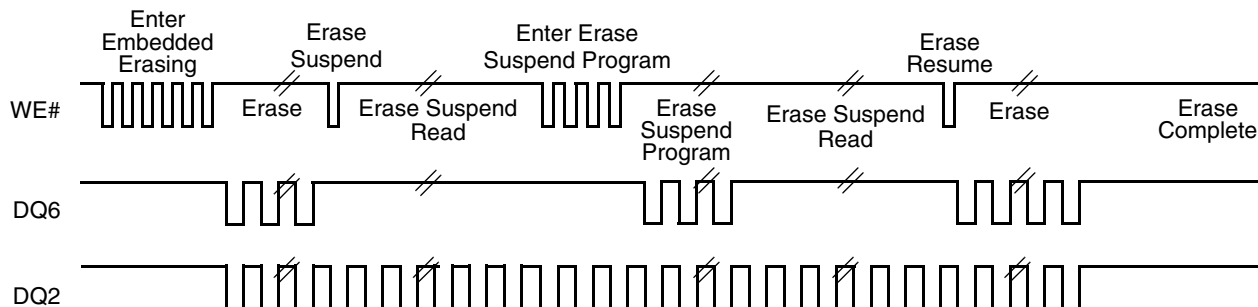 Enter
Embedded
Erasing
Erase
Suspend
Enter Erase
Suspend Program
Erase
Resume
WE#
Erase
Erase Suspend
Read
Erase
Suspend
Program
Erase Suspend
Read
Erase
Erase
Complete
DQ6
DQ2